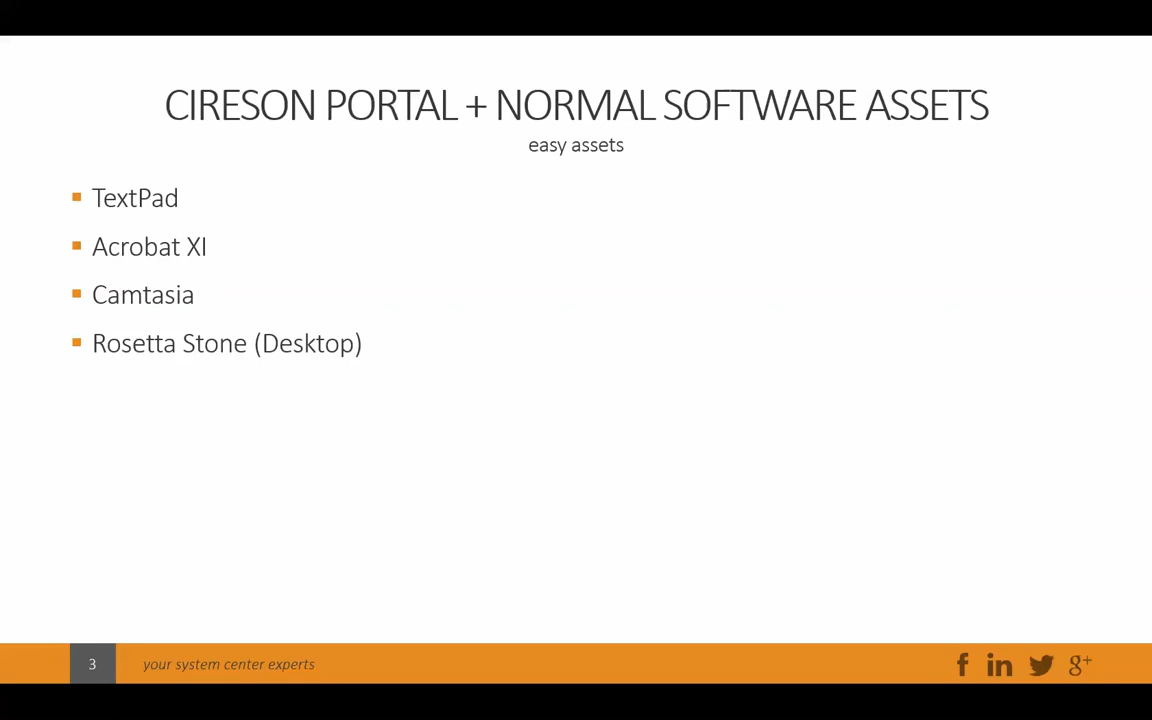 CIRESON PORTAL + NORMAL SOFTWARE ASSETS
easy assets
TextPad
Acrobat XI
Camtasia
Rosetta Stone (Desktop)
3
your system center experts
f in g+